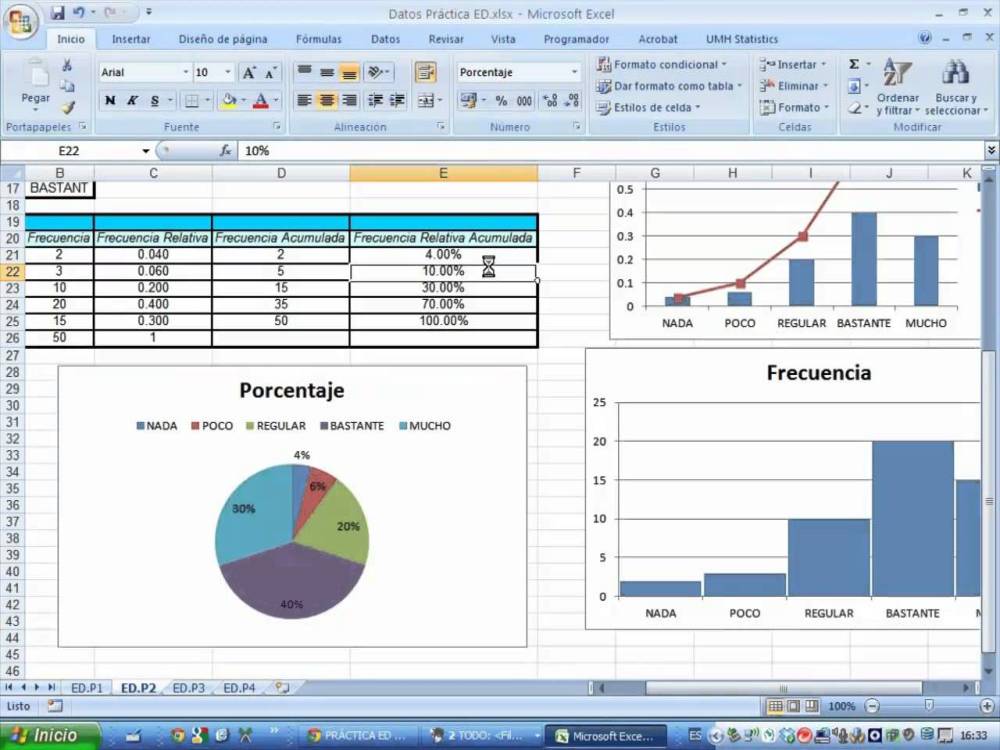 Datos Práctica ED.xlsx - Microsoft Excel
Inicio Insertar Diseño de página Fórmulas Datos Revisar Vista Programador Acrobat UMH Statistics
Pegar
Arial 10
N K S
Porcentaje
% 000
Formato condicional
Dar formato como tabla
Estilos de celda
Insertar
Eliminar
Formato
Σ
Ordenar y filtrar
Buscar y seleccionar
Portapapeles Fuente Alineación Número Estilos Celdas Modificar
E22 fx 10%
B C D E F G H I J K
17 BASTANT
18
19
20 Frecuencia Frecuencia Relativa Frecuencia Acumulada Frecuencia Relativa Acumulada
21 2 0.040 2 4.00%
22 3 0.060 5 10.00%
23 10 0.200 15 30.00%
24 20 0.400 35 70.00%
25 15 0.300 50 100.00%
26 50 1
27
28
29
30
31
32
33
34
35
36
37
38
39
40
41
42
43
44
45
46
0.5
0.4
0.3
0.2
0.1
0
NADA POCO REGULAR BASTANTE MUCHO
Porcentaje
NADA POCO REGULAR BASTANTE MUCHO
4%
6%
30%
20%
40%
Frecuencia
25
20
15
10
5
0
NADA POCO REGULAR BASTANTE M
ED.P1 ED.P2 ED.P3 ED.P4
Listo 100%
Inicio PRÁCTICA ED ... 2 TODO: <Fil... Microsoft Exce... ES 16:33